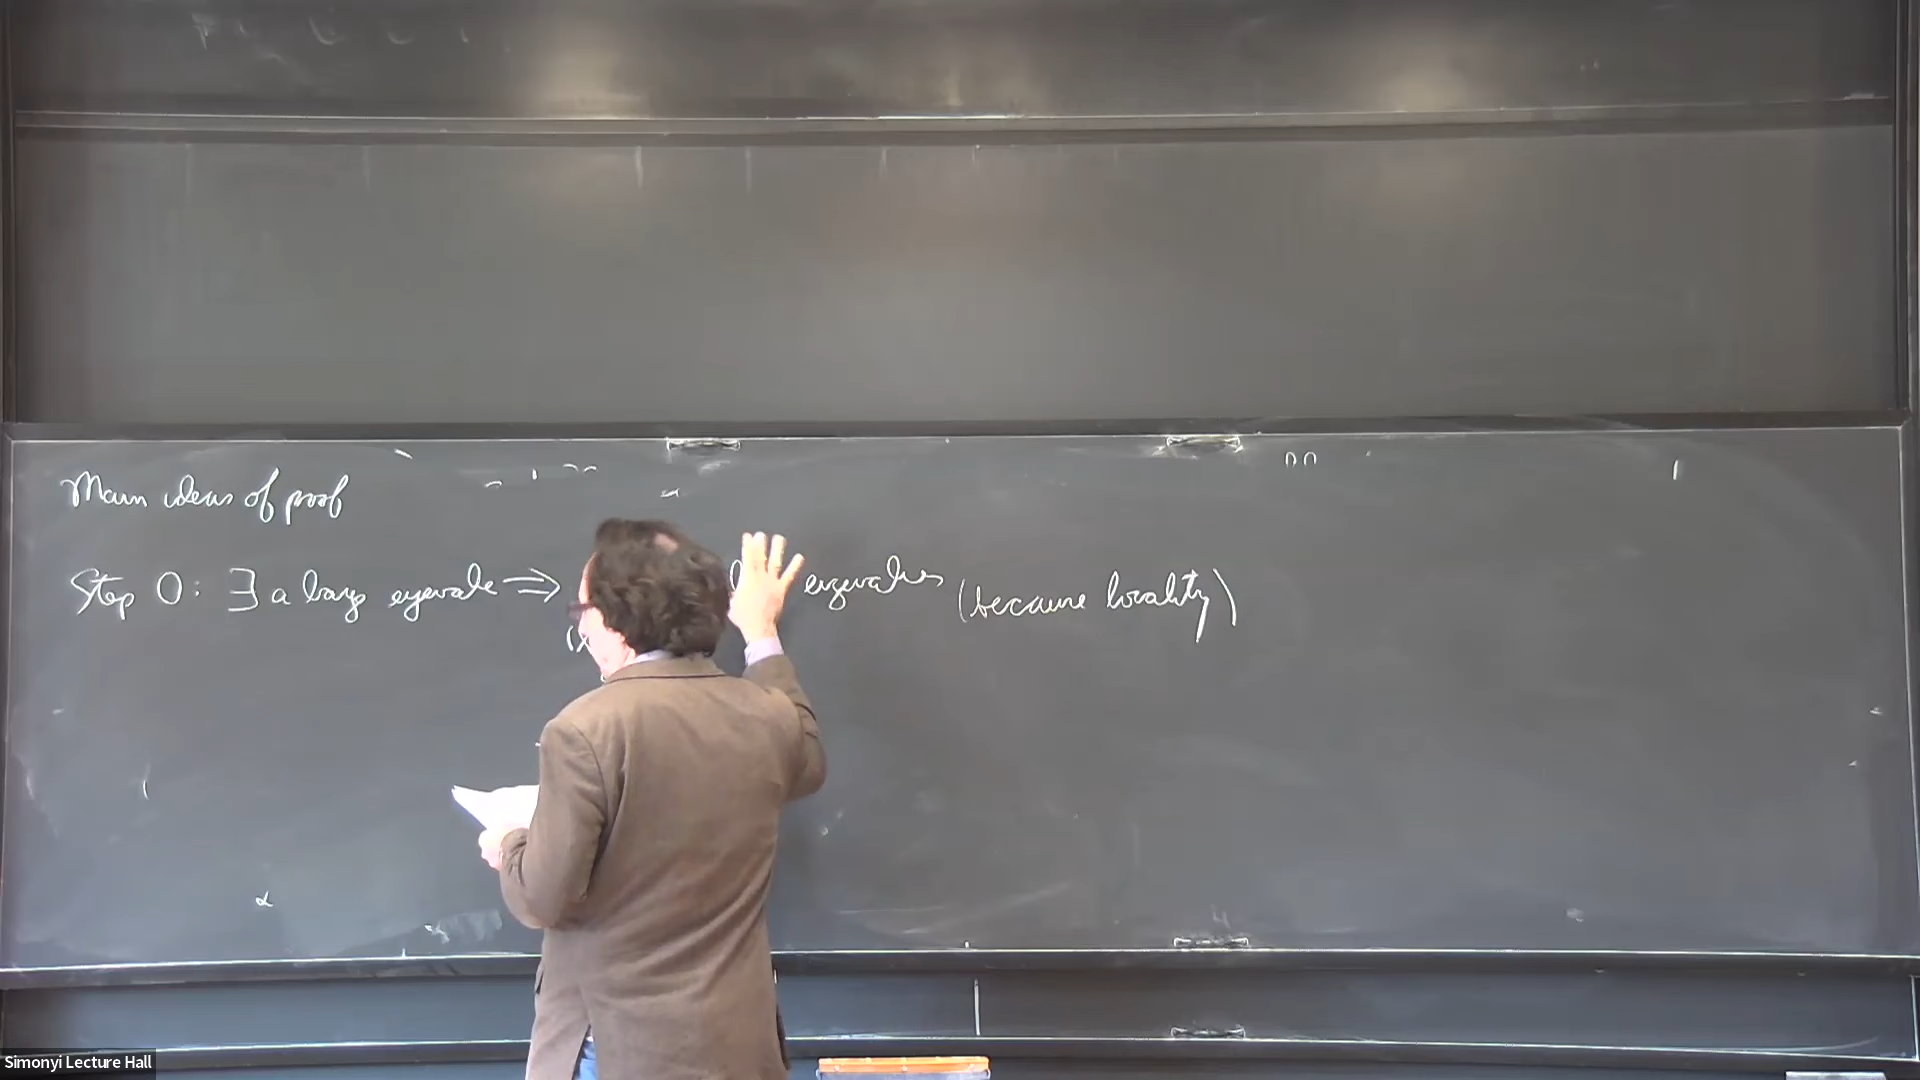 Main ideas of proof
Step 0: ∃ a large eigenvalue ⟹ eigenvalues (because locality)
α
Simonyi Lecture Hall